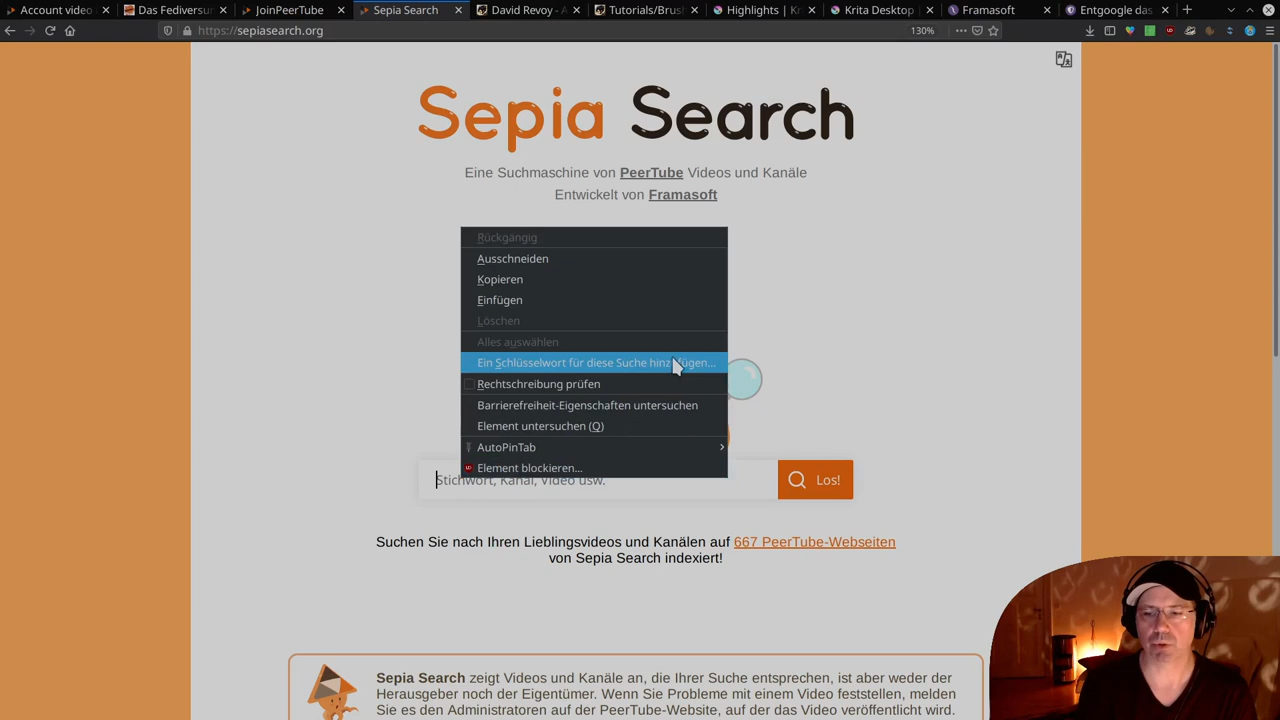 Account video
Das Fediversun
JoinPeerTube
Sepia Search
David Revoy - A
Tutorials/Brus
Highlights | K
Krita Desktop
Framasoft
Entgoogle das
https://sepiasearch.org
130%
Sepia Search
Eine Suchmaschine von PeerTube Videos und Kanäle
Entwickelt von Framasoft
Rückgängig
Ausschneiden
Kopieren
Einfügen
Löschen
Alles auswählen
Ein Schlüsselwort für diese Suche hinzufügen...
Rechtschreibung prüfen
Barrierefreiheit-Eigenschaften untersuchen
Element untersuchen (Q)
AutoPinTab
Element blockieren...
Stichwort, Kanal, Video usw.
Los!
Suchen Sie nach Ihren Lieblingsvideos und Kanälen auf 667 PeerTube-Webseiten
von Sepia Search indexiert!
Sepia Search zeigt Videos und Kanäle an, die Ihrer Suche entsprechen, ist aber weder der
Herausgeber noch der Eigentümer. Wenn Sie Probleme mit einem Video feststellen, melden
Sie es den Administratoren auf der PeerTube-Website, auf der das Video veröffentlicht wird.